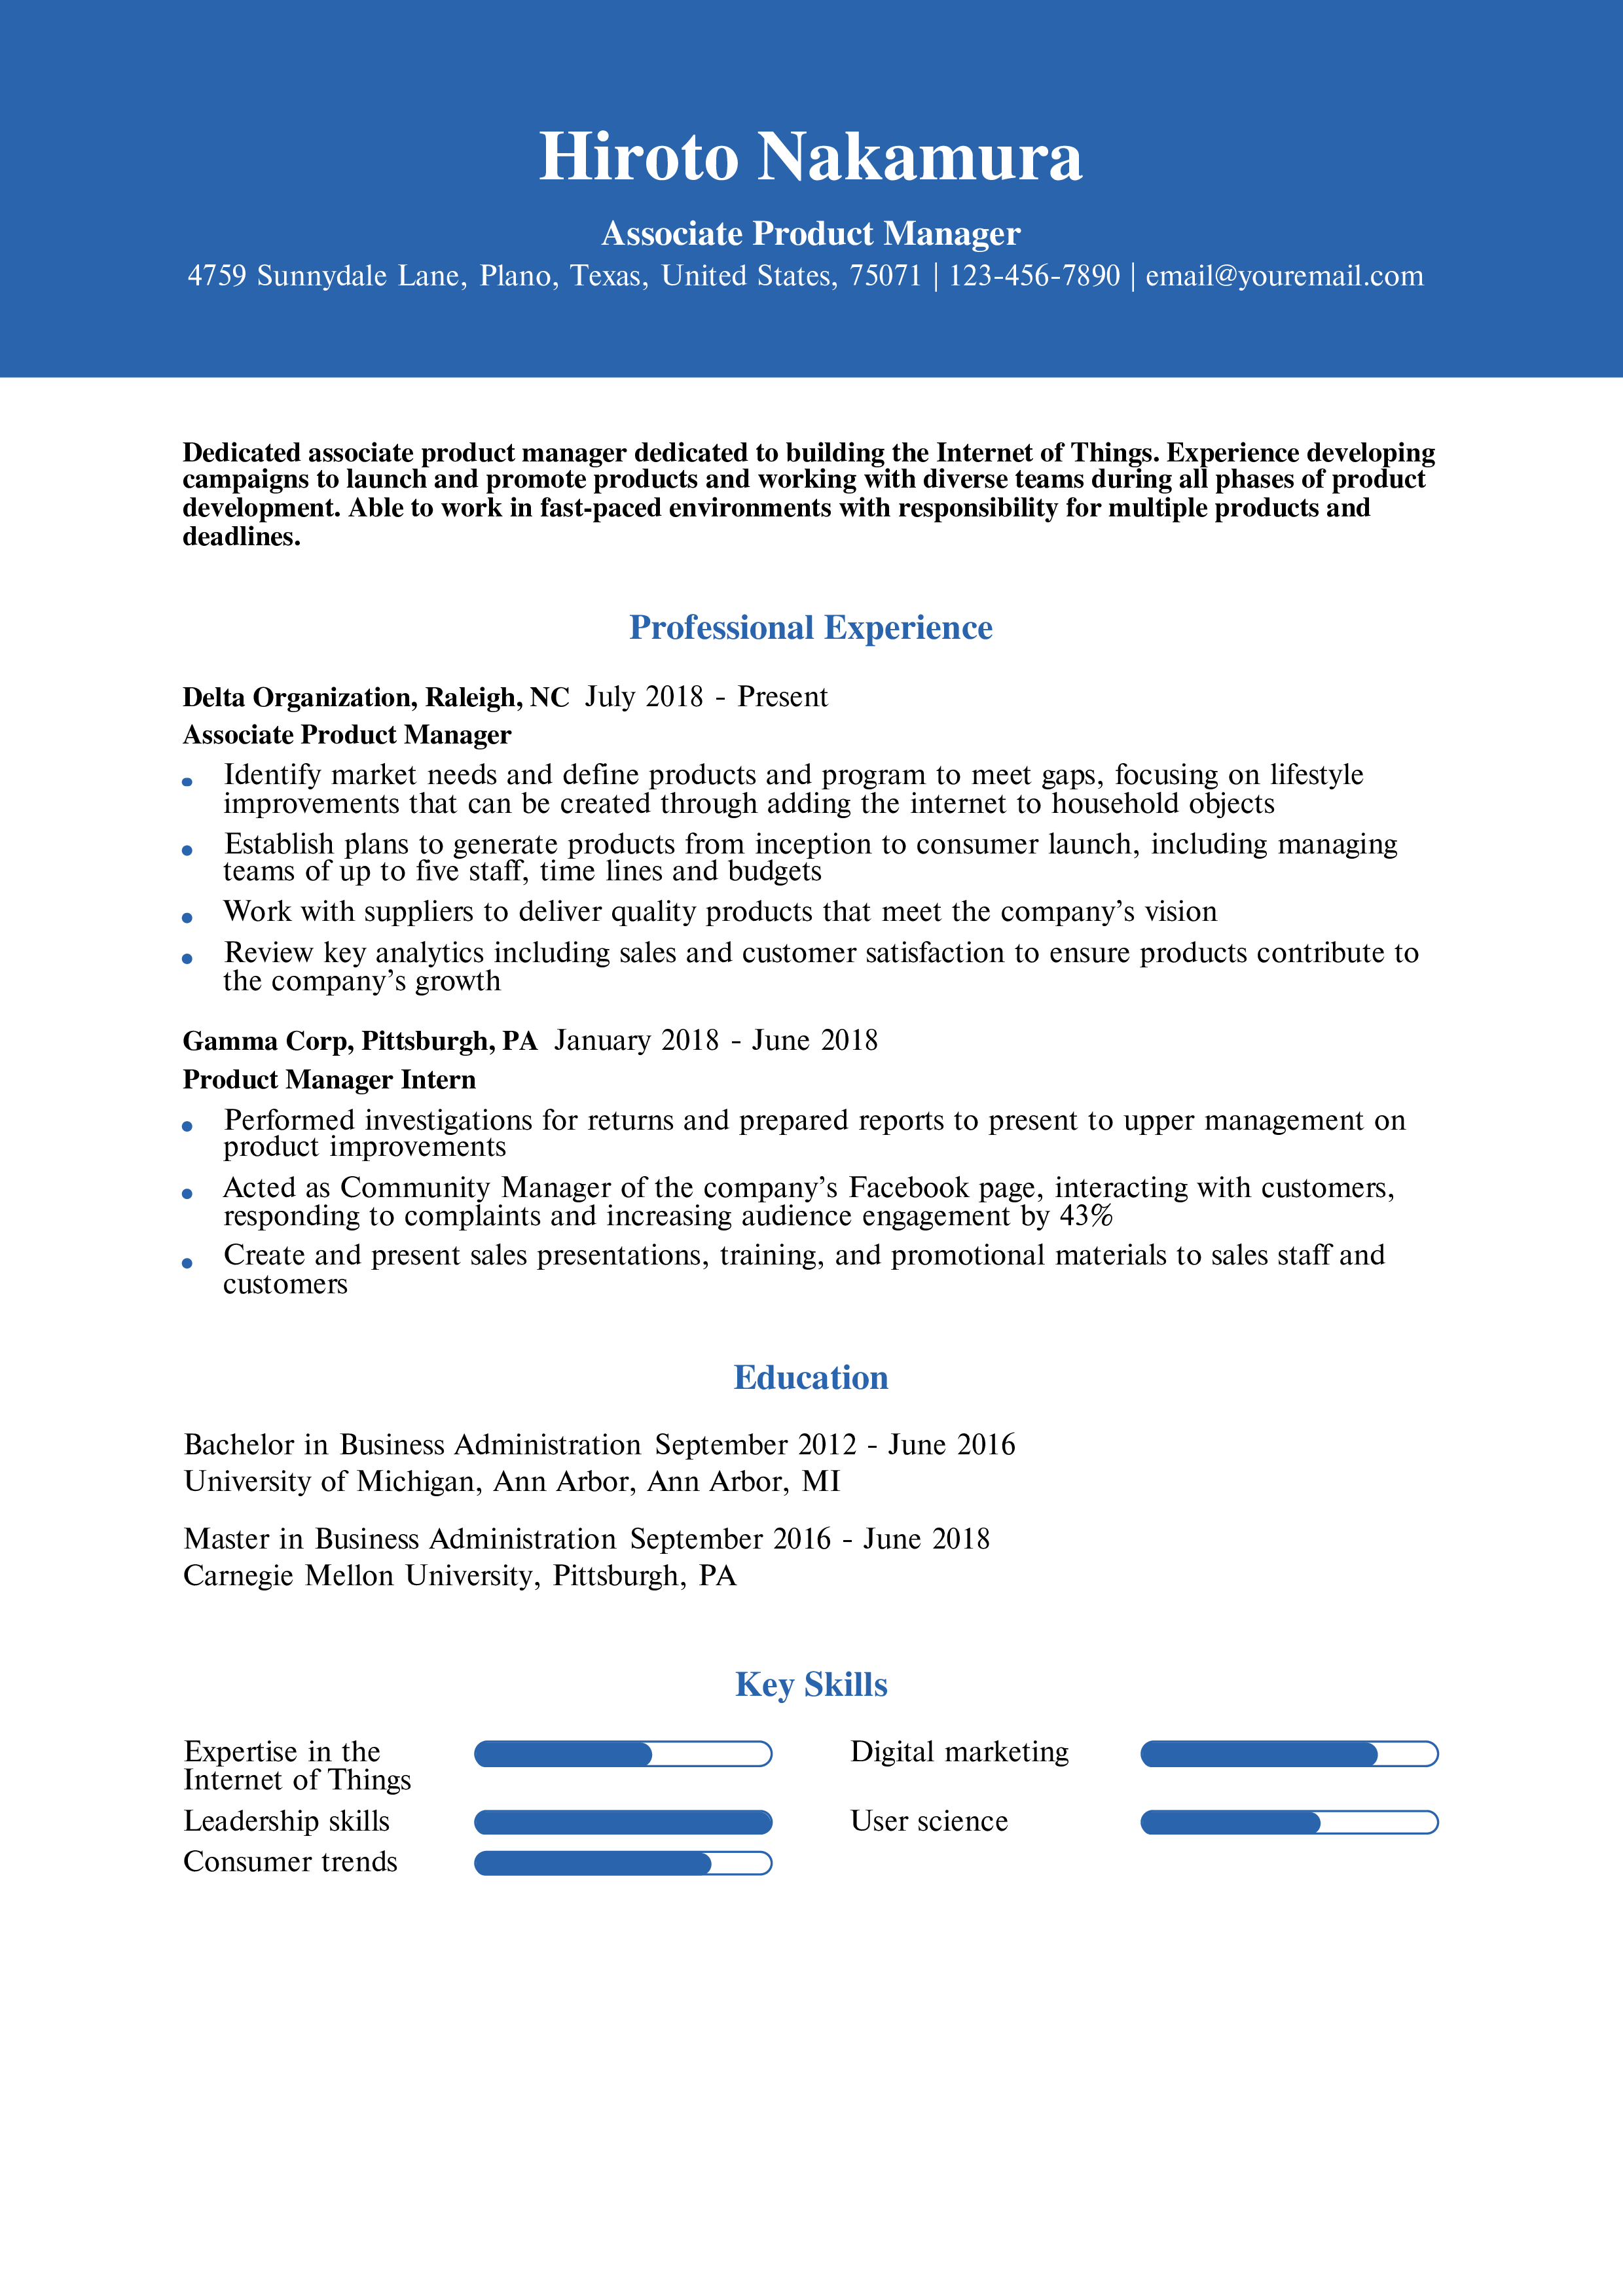 Hiroto Nakamura
Associate Product Manager
4759 Sunnydale Lane, Plano, Texas, United States, 75071 | 123-456-7890 | email@youremail.com
Dedicated associate product manager dedicated to building the Internet of Things. Experience developing
campaigns to launch and promote products and working with diverse teams during all phases of product
development. Able to work in fast-paced environments with responsibility for multiple products and
deadlines.
Professional Experience
Delta Organization, Raleigh, NC July 2018 - Present
Associate Product Manager
• Identify market needs and define products and program to meet gaps, focusing on lifestyle
improvements that can be created through adding the internet to household objects
• Establish plans to generate products from inception to consumer launch, including managing
teams of up to five staff, time lines and budgets
• Work with suppliers to deliver quality products that meet the company’s vision
• Review key analytics including sales and customer satisfaction to ensure products contribute to
the company’s growth
Gamma Corp, Pittsburgh, PA January 2018 - June 2018
Product Manager Intern
• Performed investigations for returns and prepared reports to present to upper management on
product improvements
• Acted as Community Manager of the company’s Facebook page, interacting with customers,
responding to complaints and increasing audience engagement by 43%
• Create and present sales presentations, training, and promotional materials to sales staff and
customers
Education
Bachelor in Business Administration September 2012 - June 2016
University of Michigan, Ann Arbor, Ann Arbor, MI
Master in Business Administration September 2016 - June 2018
Carnegie Mellon University, Pittsburgh, PA
Key Skills
Expertise in the
Internet of Things
Digital marketing
Leadership skills
User science
Consumer trends